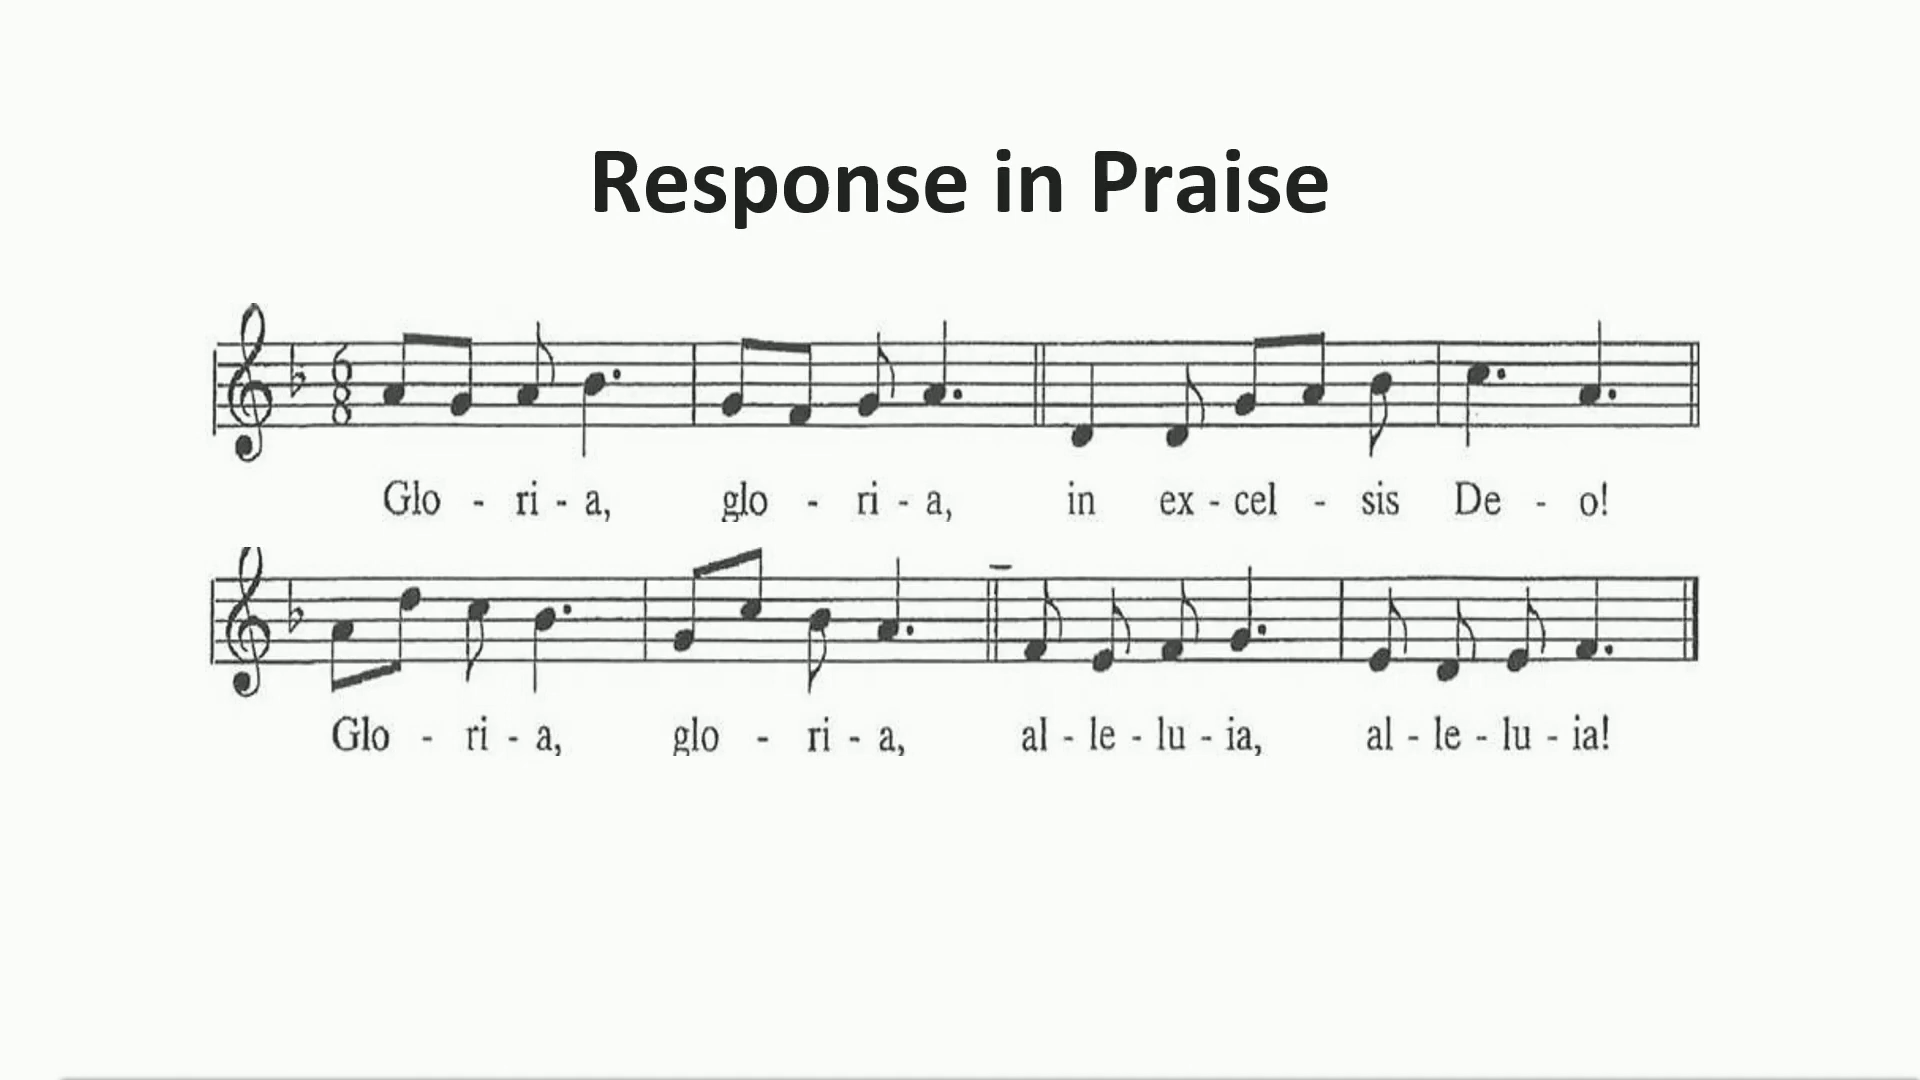 Response in Praise
Glo - ri - a, glo - ri - a, in ex - cel - sis De - o!
Glo - ri - a, glo - ri - a, al - le - lu - ia, al - le - lu - ia!